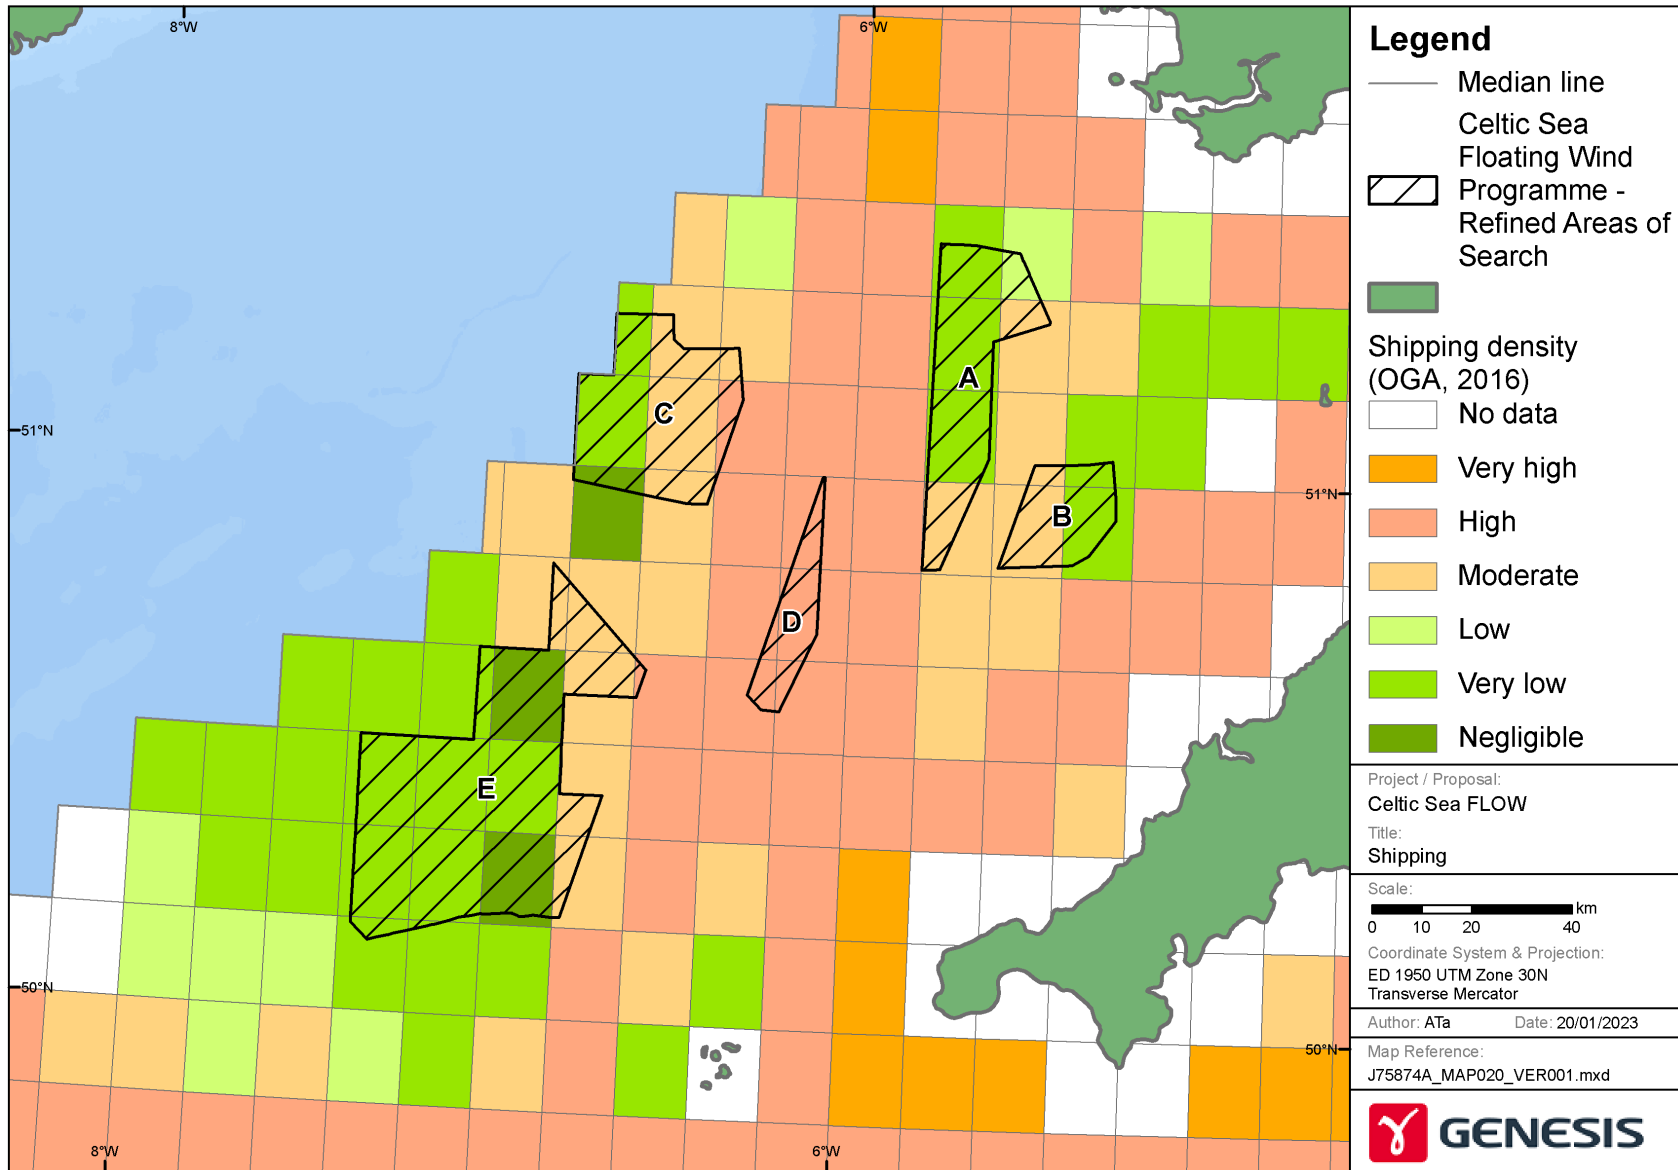 8°W
6°W
51°N
51°N
50°N
50°N
8°W
6°W
A
B
C
D
E
Legend
Median line
Celtic Sea
Floating Wind
Programme -
Refined Areas of
Search
Shipping density
(OGA, 2016)
No data
Very high
High
Moderate
Low
Very low
Negligible
Project / Proposal:
Celtic Sea FLOW
Title:
Shipping
Scale:
km
0 10 20 40
Coordinate System & Projection:
ED 1950 UTM Zone 30N
Transverse Mercator
Author: ATa Date: 20/01/2023
Map Reference:
J75874A_MAP020_VER001.mxd
GENESIS